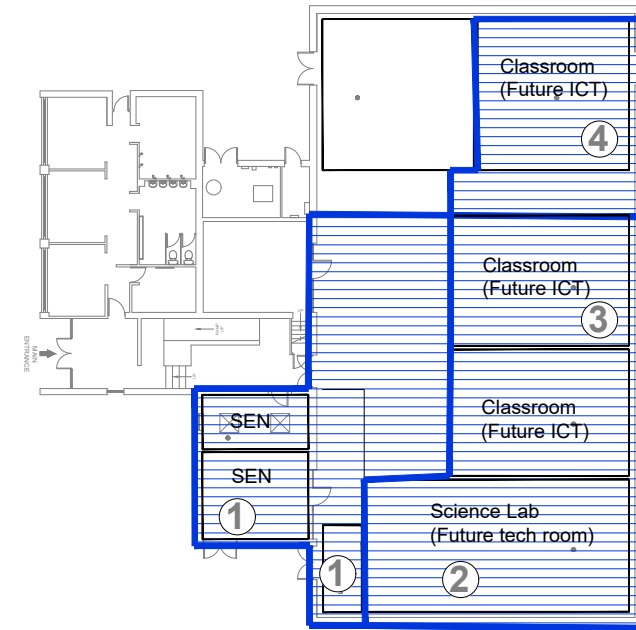 Classroom
(Future ICT)
4
Classroom
(Future ICT)
3
MAIN
ENTRANCE
SEN
Classroom
(Future ICT)
SEN
1
Science Lab
(Future tech room)
1
2